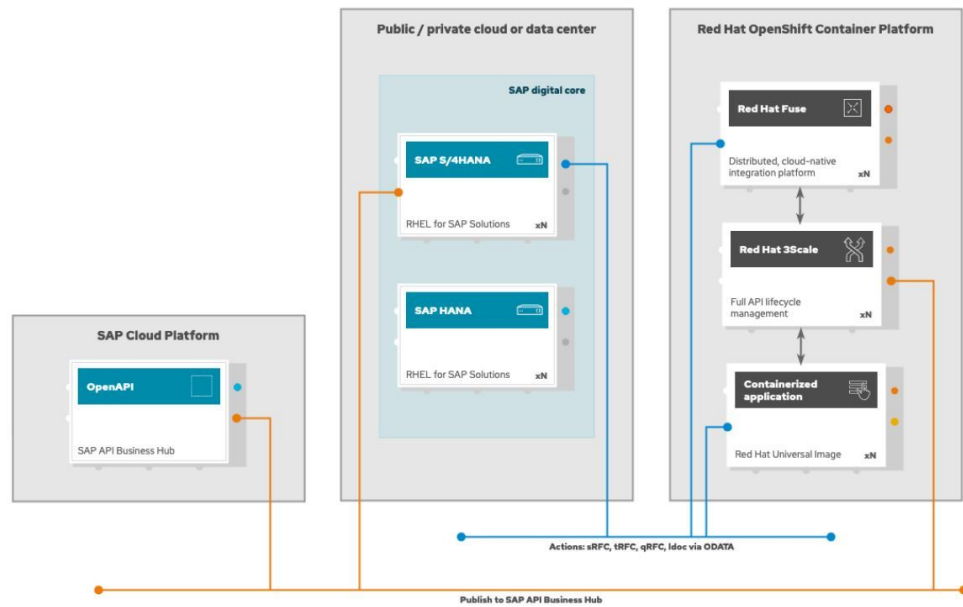 Public / private cloud or data center
SAP digital core
SAP S/4HANA
RHEL for SAP Solutions xN
SAP HANA
RHEL for SAP Solutions xN
Red Hat OpenShift Container Platform
Red Hat Fuse
Distributed, cloud-native
integration platform xN
Red Hat 3Scale
Full API lifecycle
management xN
Containerized
application
Red Hat Universal Image xN
SAP Cloud Platform
OpenAPI
SAP API Business Hub
Actions: sRFC, tRFC, qRFC, Idoc via ODATA
Publish to SAP API Business Hub